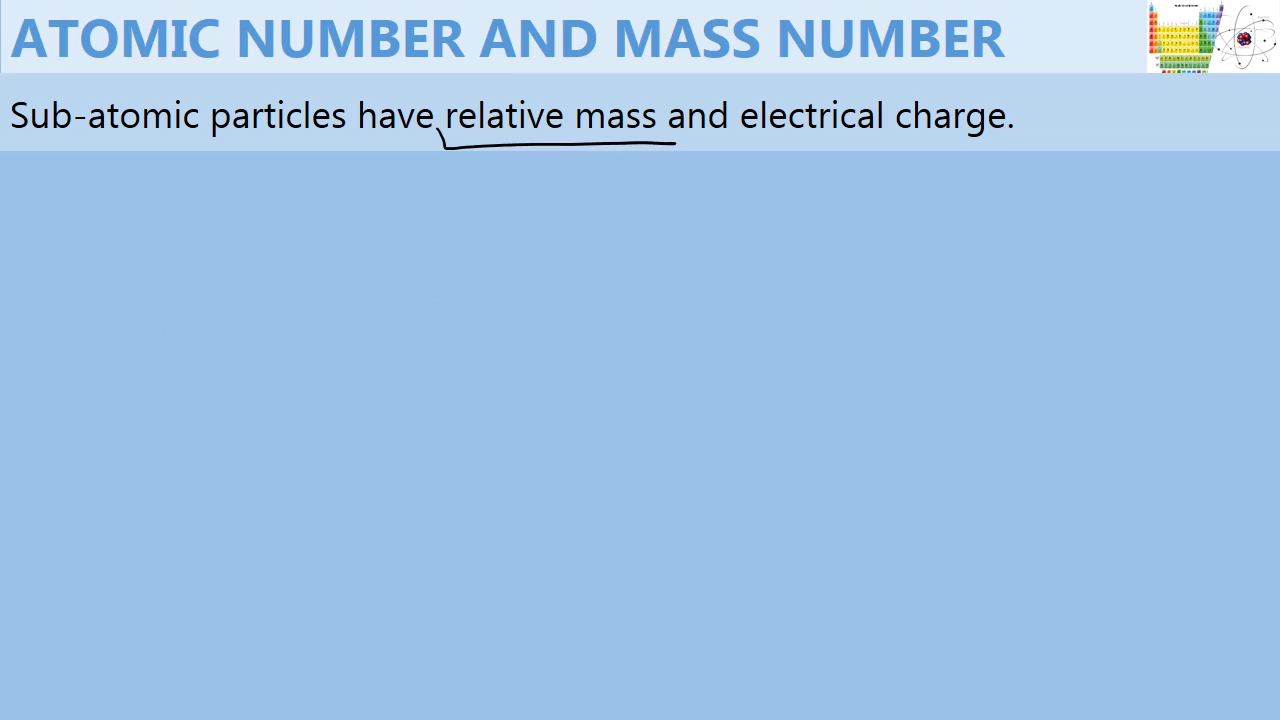 ATOMIC NUMBER AND MASS NUMBER
Sub-atomic particles have relative mass and electrical charge.